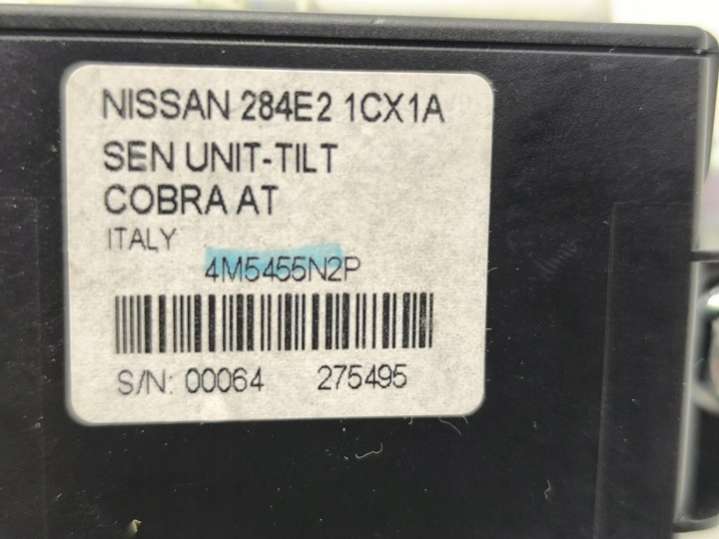 NISSAN 284E2 1CX1A
SEN UNIT-TILT
COBRA AT
ITALY
4M5455N2P
S/N: 00064 275495